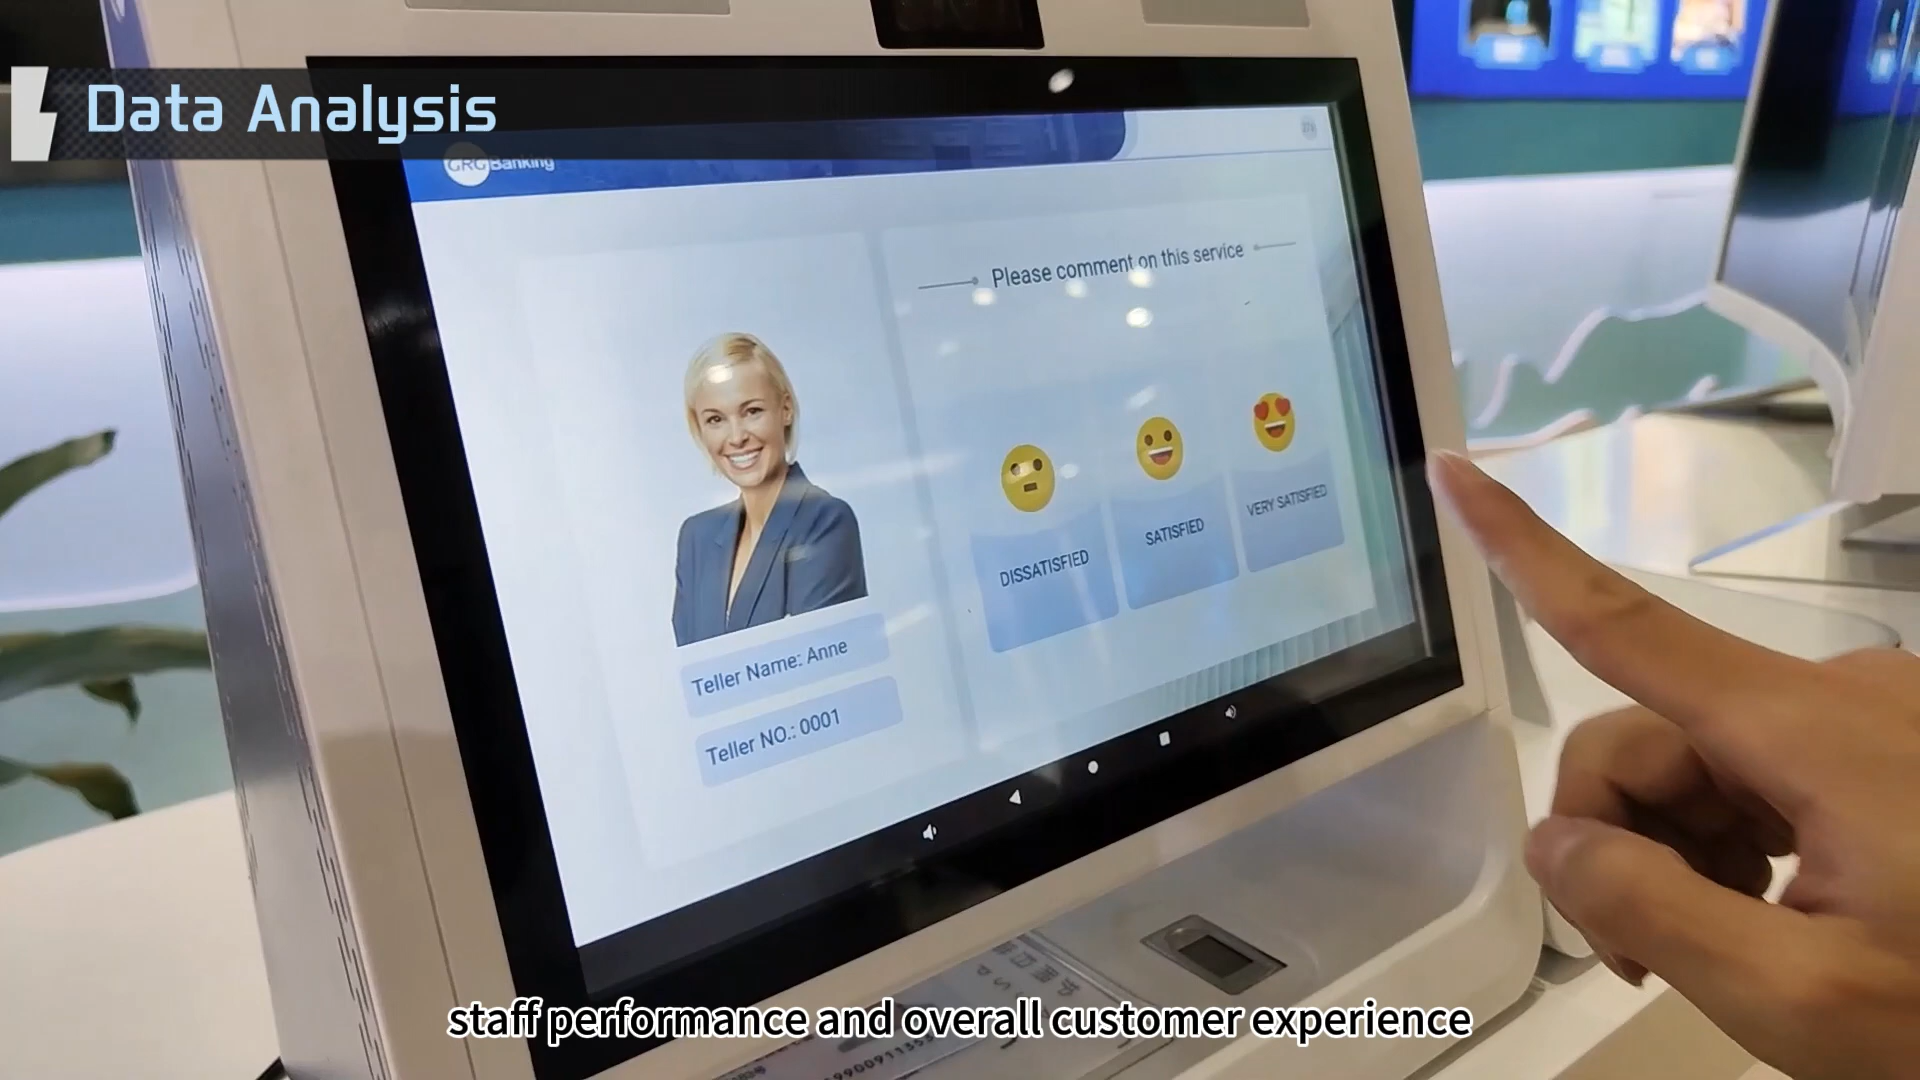 Data Analysis
GRGBanking
Please comment on this service
DISSATISFIED
SATISFIED
VERY SATISFIED
Teller Name: Anne
Teller NO.: 0001
staff performance and overall customer experience